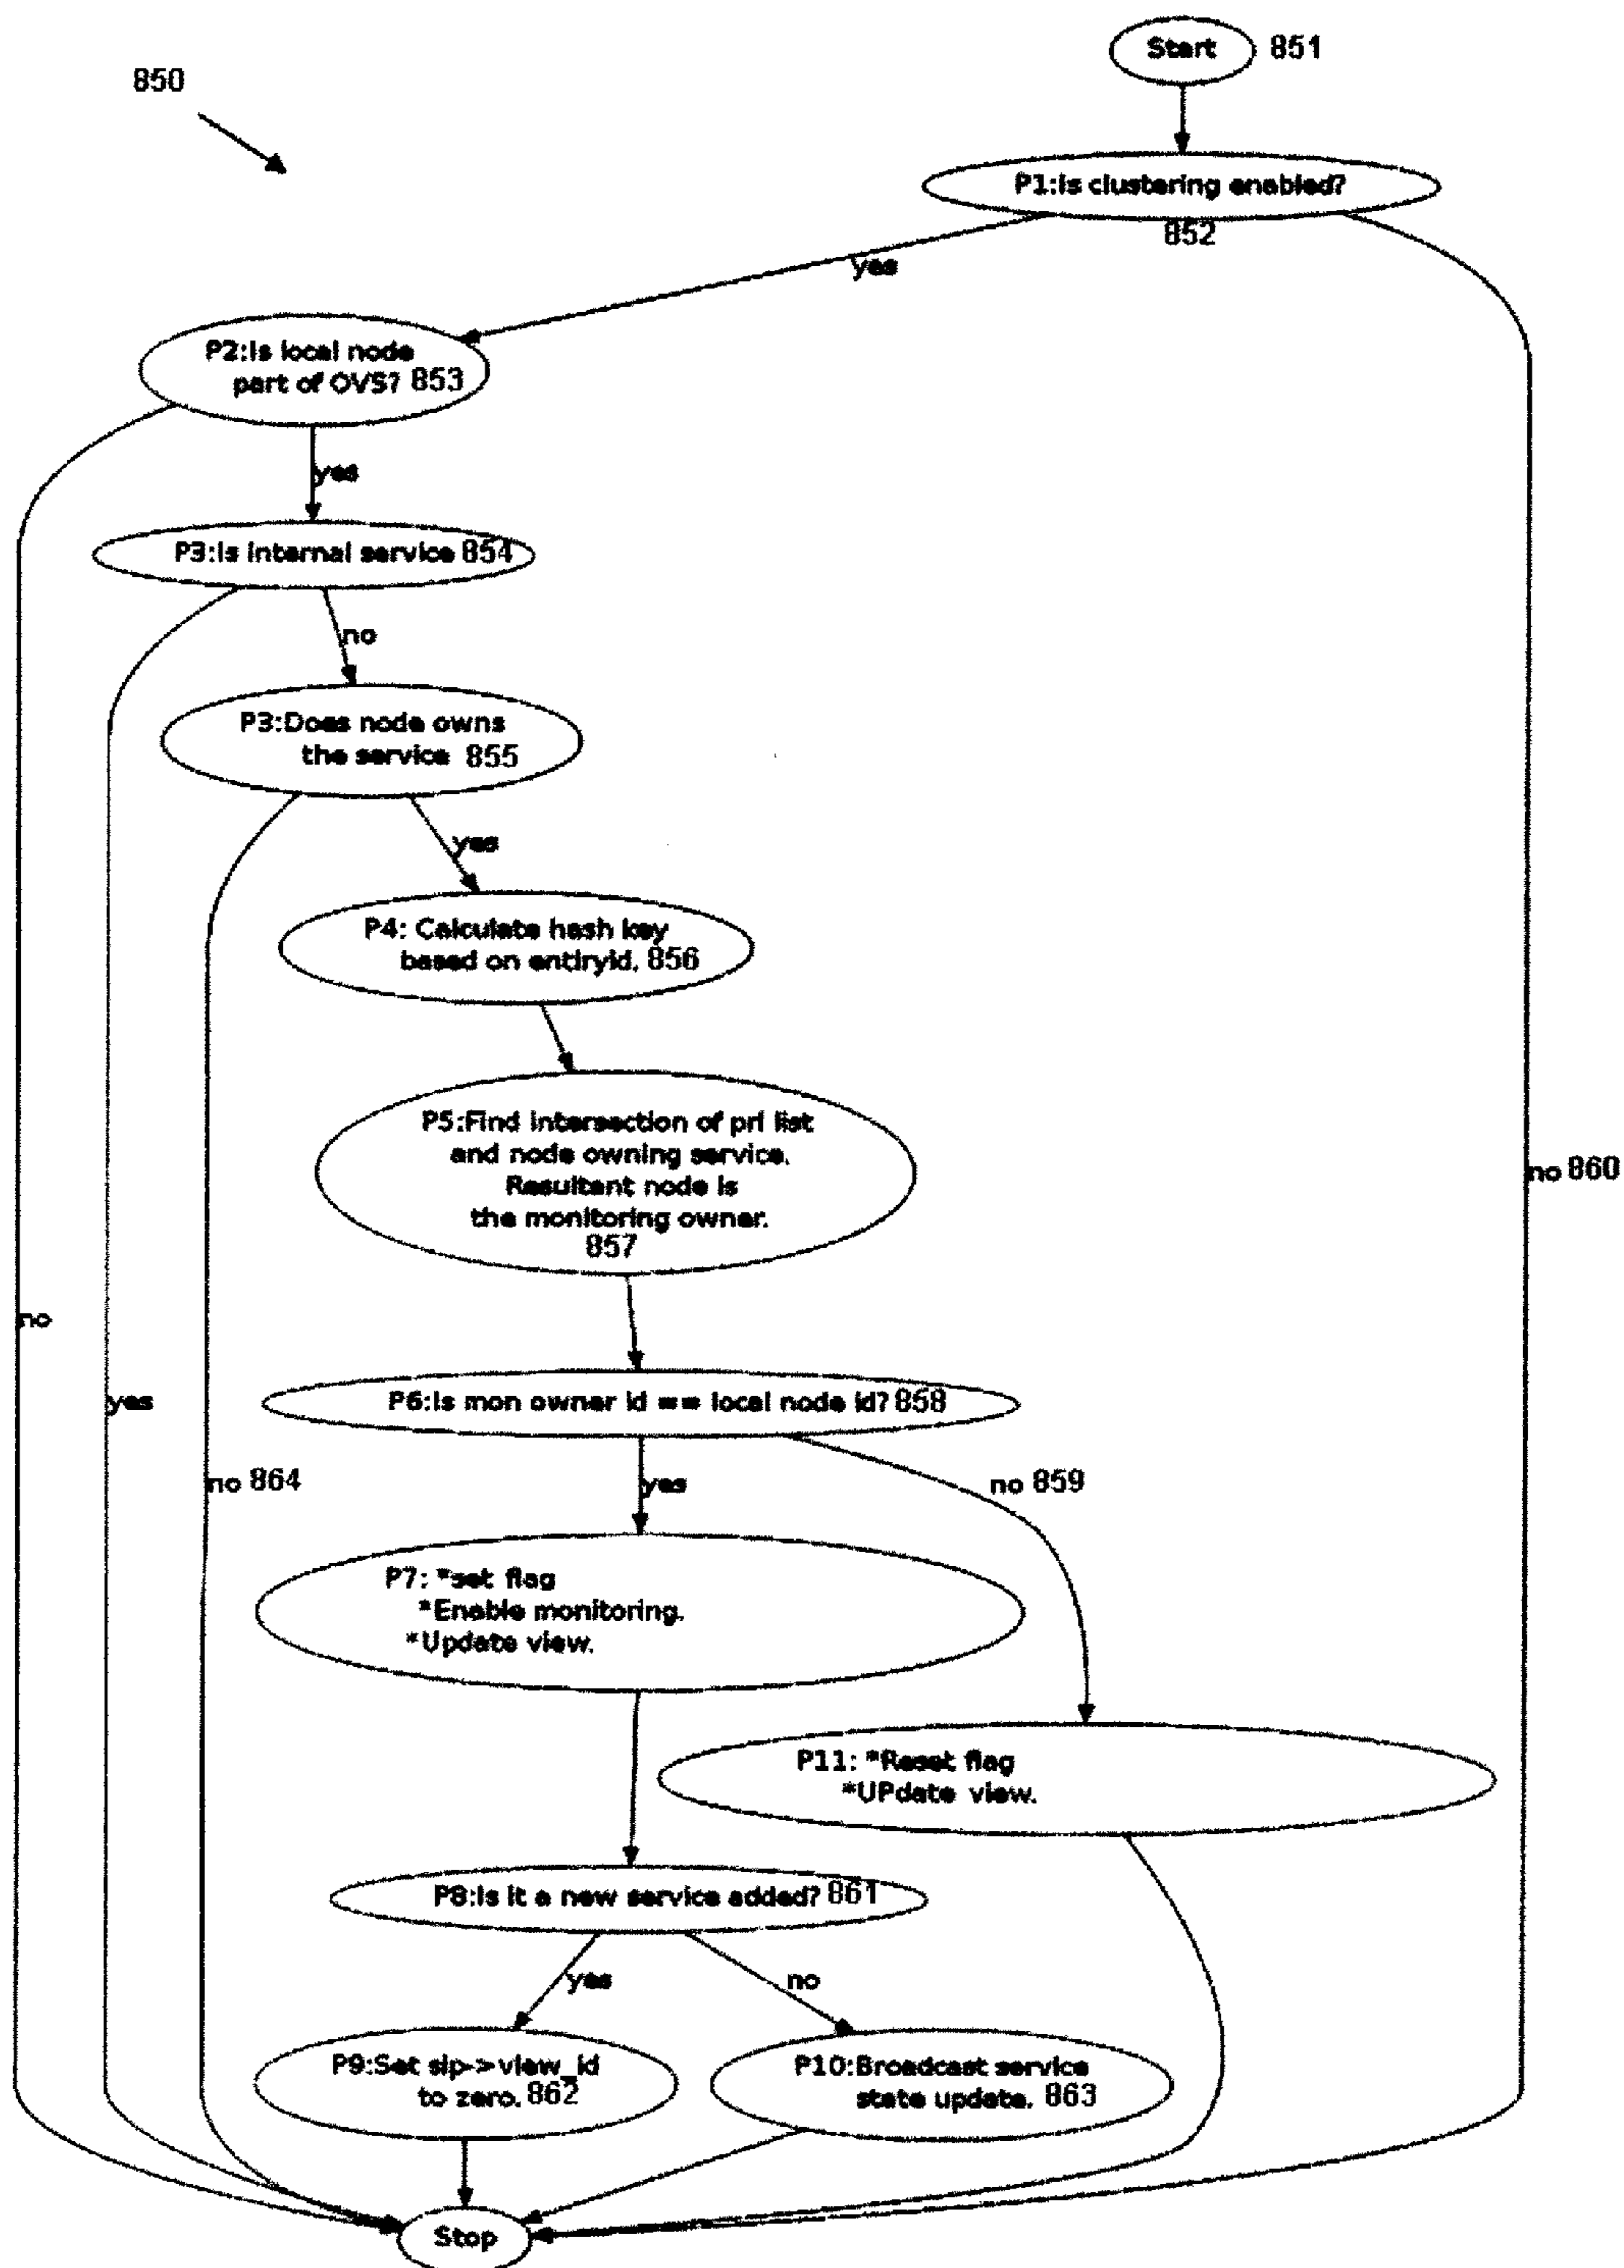 Start 851
850
P1:Is clustering enabled?
852
yes
P2:Is local node
part of OVS? 853
yes
P3:Is internal service 854
no
P3:Does node owns
the service 855
yes
P4: Calculate hash key
based on entiryid. 856
P5:Find intersection of prl list
and node owning service.
Resultant node is
the monitoring owner.
857
no 860
no
yes
P6:Is mon owner id == local node id? 858
no 864
yes
no 859
P7: *set flag
*Enable monitoring.
*Update view.
P11: *Reset flag
*UPdate view.
P8:Is it a new service added? 861
yes
no
P9:Set sip->view_id
to zero. 862
P10:Broadcast service
state update. 863
Stop